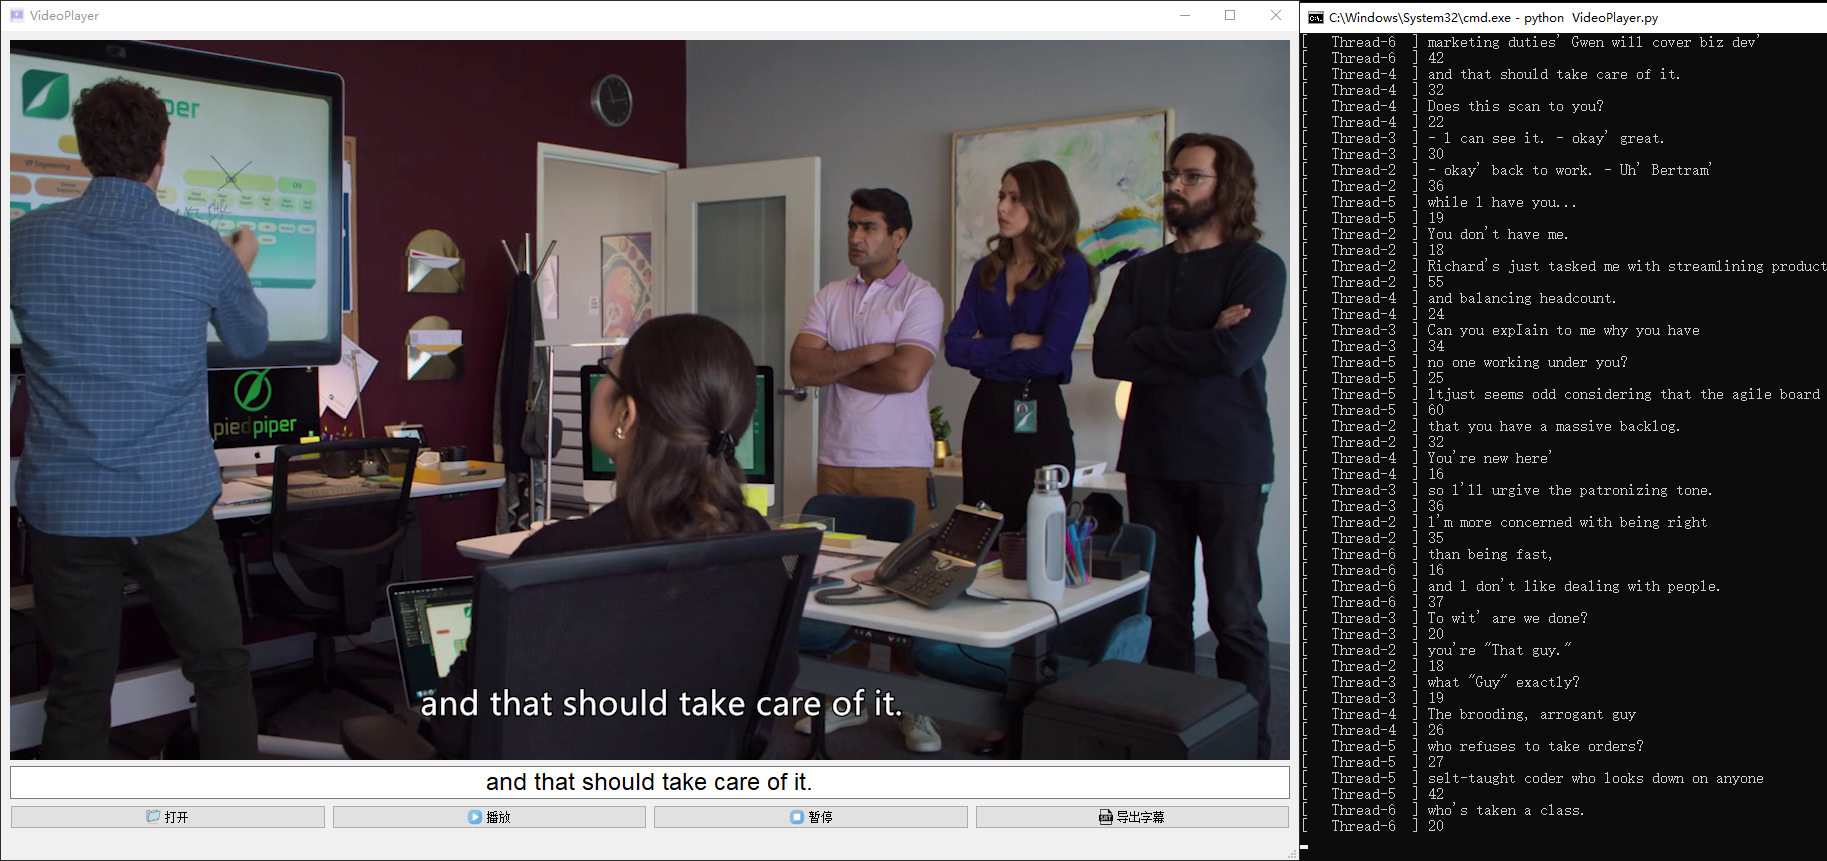 VideoPlayer
piper
VP Engineering
piedpiper
and that should take care of it.
and that should take care of it.
打开
播放
暂停
导出字幕
C:\Windows\System32\cmd.exe - python  VideoPlayer.py
[   Thread-6  ] marketing duties' Gwen will cover biz dev'
[   Thread-6  ] 42
[   Thread-4  ] and that should take care of it.
[   Thread-4  ] 32
[   Thread-4  ] Does this scan to you?
[   Thread-4  ] 22
[   Thread-3  ] - l can see it. - okay' great.
[   Thread-3  ] 30
[   Thread-2  ] - okay' back to work. - Uh' Bertram'
[   Thread-2  ] 36
[   Thread-5  ] while l have you...
[   Thread-5  ] 19
[   Thread-2  ] You don't have me.
[   Thread-2  ] 18
[   Thread-2  ] Richard's just tasked me with streamlining product
[   Thread-2  ] 55
[   Thread-4  ] and balancing headcount.
[   Thread-4  ] 24
[   Thread-3  ] Can you expIain to me why you have
[   Thread-3  ] 34
[   Thread-5  ] no one working under you?
[   Thread-5  ] 25
[   Thread-5  ] ltjust seems odd considering that the agile board
[   Thread-5  ] 60
[   Thread-2  ] that you have a massive backlog.
[   Thread-2  ] 32
[   Thread-4  ] You're new here'
[   Thread-4  ] 16
[   Thread-3  ] so l'll urgive the patronizing tone.
[   Thread-3  ] 36
[   Thread-2  ] l'm more concerned with being right
[   Thread-2  ] 35
[   Thread-6  ] than being fast,
[   Thread-6  ] 16
[   Thread-6  ] and l don't like dealing with people.
[   Thread-6  ] 37
[   Thread-3  ] To wit' are we done?
[   Thread-3  ] 20
[   Thread-2  ] you're "That guy."
[   Thread-2  ] 18
[   Thread-3  ] what "Guy" exactly?
[   Thread-3  ] 19
[   Thread-4  ] The brooding, arrogant guy
[   Thread-4  ] 26
[   Thread-5  ] who refuses to take orders?
[   Thread-5  ] 27
[   Thread-5  ] selt-taught coder who looks down on anyone
[   Thread-5  ] 42
[   Thread-6  ] who's taken a class.
[   Thread-6  ] 20